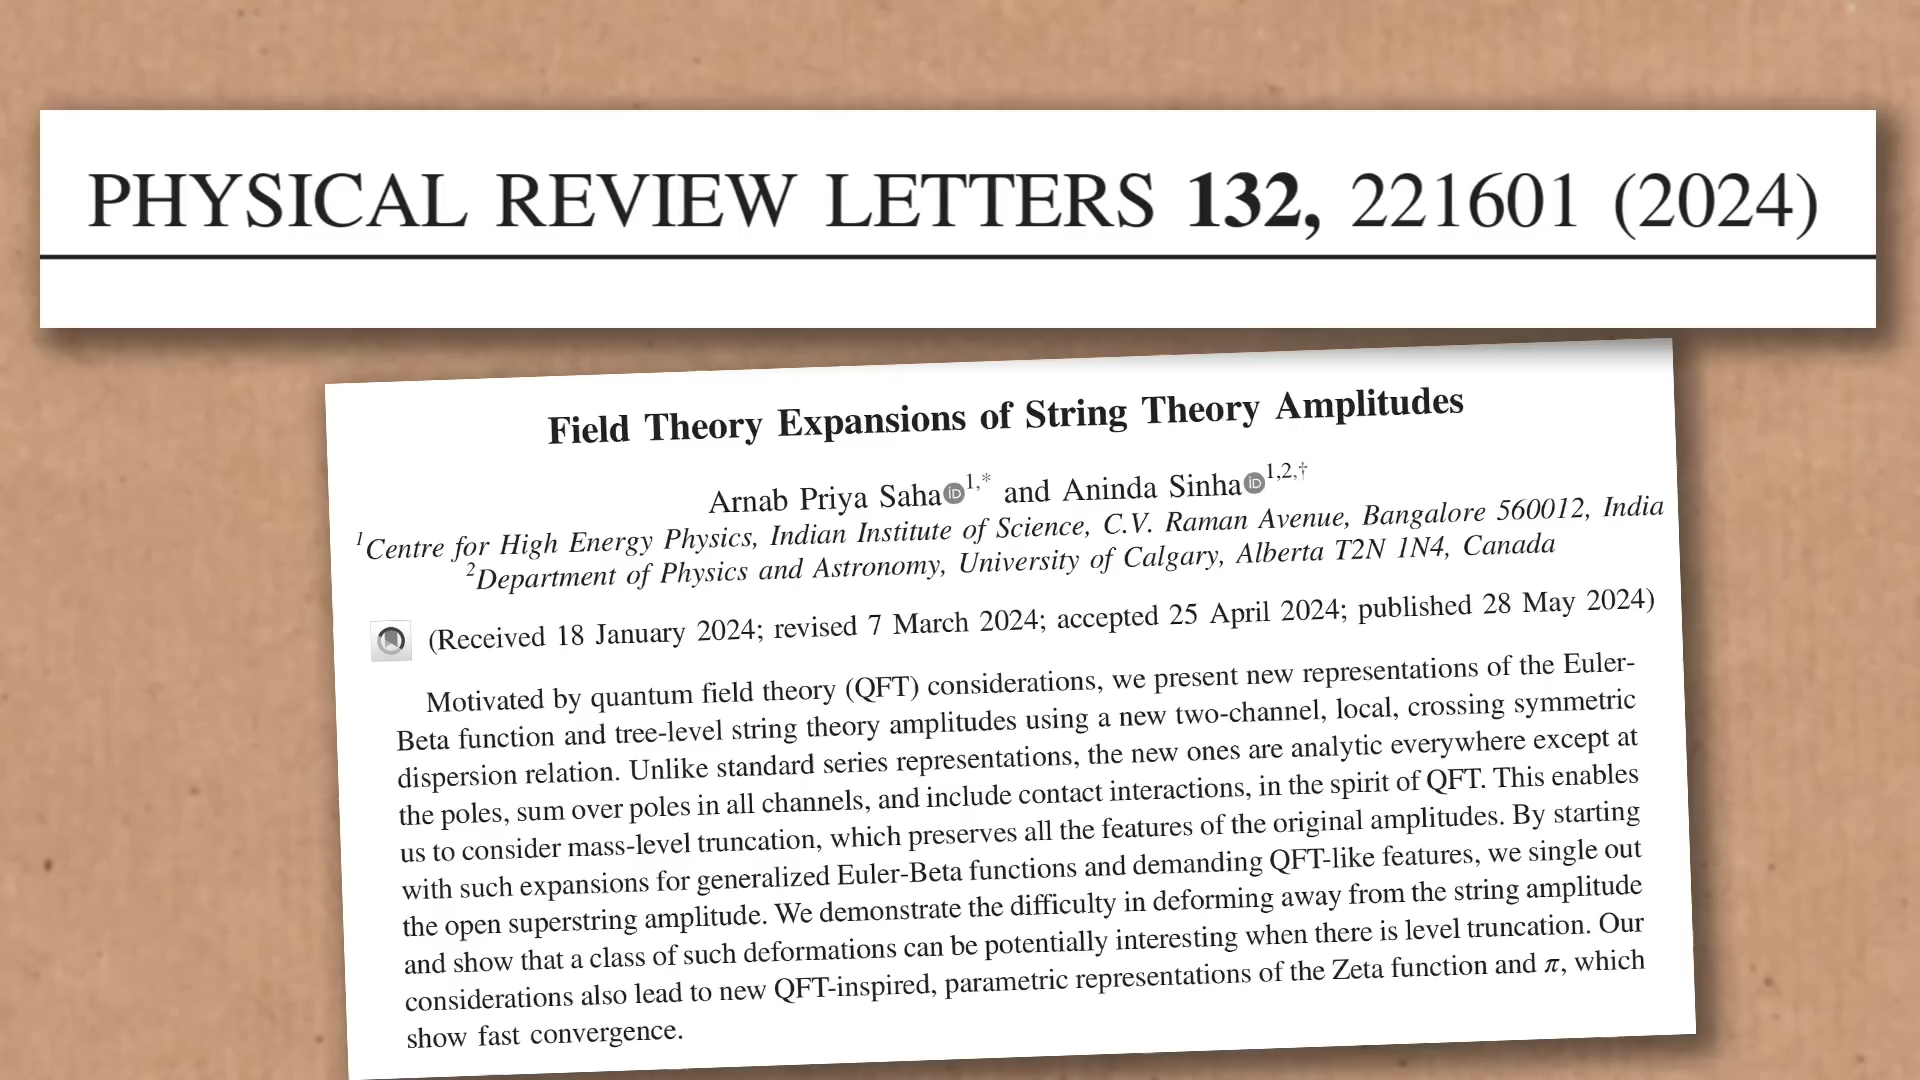 PHYSICAL REVIEW LETTERS 132, 221601 (2024)
Field Theory Expansions of String Theory Amplitudes
Arnab Priya Saha iD 1,* and Aninda Sinha iD 1,2,†
1Centre for High Energy Physics, Indian Institute of Science, C.V. Raman Avenue, Bangalore 560012, India
2Department of Physics and Astronomy, University of Calgary, Alberta T2N 1N4, Canada
(Received 18 January 2024; revised 7 March 2024; accepted 25 April 2024; published 28 May 2024)
Motivated by quantum field theory (QFT) considerations, we present new representations of the Euler-
Beta function and tree-level string theory amplitudes using a new two-channel, local, crossing symmetric
dispersion relation. Unlike standard series representations, the new ones are analytic everywhere except at
the poles, sum over poles in all channels, and include contact interactions, in the spirit of QFT. This enables
us to consider mass-level truncation, which preserves all the features of the original amplitudes. By starting
with such expansions for generalized Euler-Beta functions and demanding QFT-like features, we single out
the open superstring amplitude. We demonstrate the difficulty in deforming away from the string amplitude
and show that a class of such deformations can be potentially interesting when there is level truncation. Our
considerations also lead to new QFT-inspired, parametric representations of the Zeta function and π, which
show fast convergence.